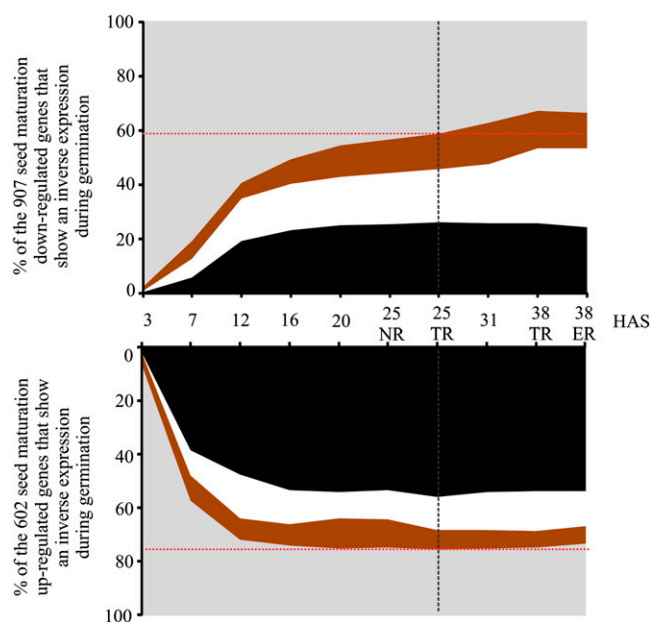 % of the 907 seed maturation
down-regulated genes that
show an inverse expression
during germination
100
80
60
40
20
0
3 7 12 16 20 25 25 31 38 38 HAS
NR TR TR ER
% of the 602 seed maturation
up-regulated genes that show
an inverse expression
during germination
0
20
40
60
80
100